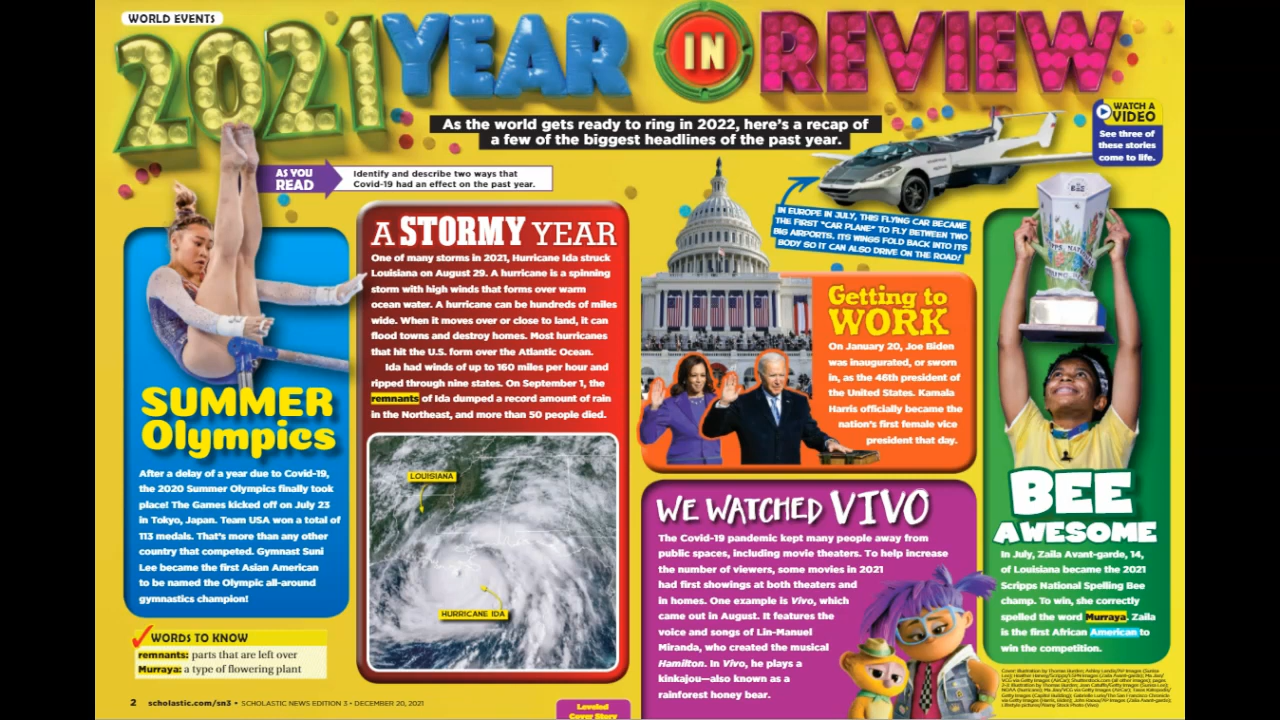 WORLD EVENTS
2021 YEAR IN REVIEW
As the world gets ready to ring in 2022, here's a recap of
a few of the biggest headlines of the past year.
WATCH A
VIDEO
See three of
these stories
come to life.
AS YOU
READ
Identify and describe two ways that
Covid-19 had an effect on the past year.
SUMMER
Olympics
After a delay of a year due to Covid-19,
the 2020 Summer Olympics finally took
place! The Games kicked off on July 23
in Tokyo, Japan. Team USA won a total of
113 medals. That's more than any other
country that competed. Gymnast Suni
Lee became the first Asian American
to be named the Olympic all-around
gymnastics champion!
WORDS TO KNOW
remnants: parts that are left over
Murraya: a type of flowering plant
A STORMY YEAR
One of many storms in 2021, Hurricane Ida struck
Louisiana on August 29. A hurricane is a spinning
storm with high winds that forms over warm
ocean water. A hurricane can be hundreds of miles
wide. When it moves over or close to land, it can
flood towns and destroy homes. Most hurricanes
that hit the U.S. form over the Atlantic Ocean.
Ida had winds of up to 160 miles per hour and
ripped through nine states. On September 1, the
remnants of Ida dumped a record amount of rain
in the Northeast, and more than 50 people died.
LOUISIANA
HURRICANE IDA
IN EUROPE IN JULY, THIS FLYING CAR BECAME
THE FIRST "CAR PLANE" TO FLY BETWEEN TWO
BIG AIRPORTS. ITS WINGS FOLD BACK INTO ITS
BODY SO IT CAN ALSO DRIVE ON THE ROAD!
Getting to
WORK
On January 20, Joe Biden
was inaugurated, or sworn
in, as the 46th president of
the United States. Kamala
Harris officially became the
nation's first female vice
president that day.
WE WATCHED VIVO
The Covid-19 pandemic kept many people away from
public spaces, including movie theaters. To help increase
the number of viewers, some movies in 2021
had first showings at both theaters and
in homes. One example is Vivo, which
came out in August. It features the
voice and songs of Lin-Manuel
Miranda, who created the musical
Hamilton. In Vivo, he plays a
kinkajou—also known as a
rainforest honey bear.
BEE
BEE
AWESOME
In July, Zaila Avant-garde, 14,
of Louisiana became the 2021
Scripps National Spelling Bee
champ. To win, she correctly
spelled the word Murraya. Zaila
is the first African American to
win the competition.
2 scholastic.com/sn3 • SCHOLASTIC NEWS EDITION 3 • DECEMBER 20, 2021
Leveled
Cover Story